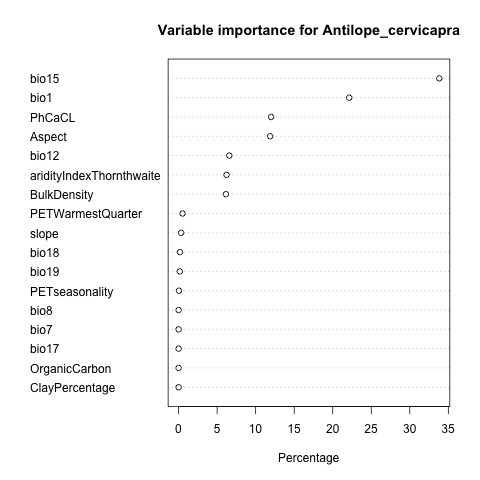 Variable importance for Antilope_cervicapra
bio15
bio1
PhCaCL
Aspect
bio12
aridityIndexThornthwaite
BulkDensity
PETWarmestQuarter
slope
bio18
bio19
PETseasonality
bio8
bio7
bio17
OrganicCarbon
ClayPercentage
0 5 10 15 20 25 30 35
Percentage